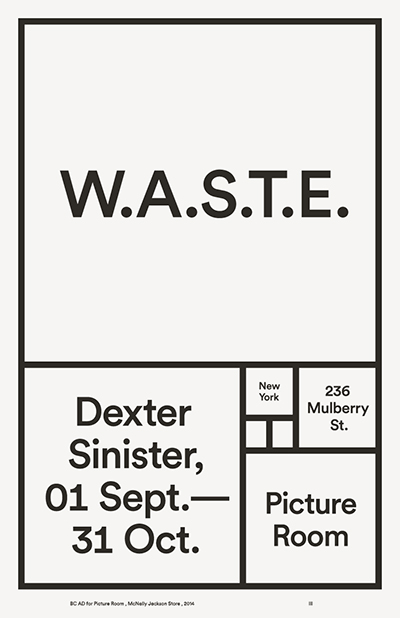 W.A.S.T.E.
Dexter
Sinister,
01 Sept.—
31 Oct.
New
York
236
Mulberry
St.
Picture
Room
BC AD for Picture Room , McNally Jackson Store , 2014
III